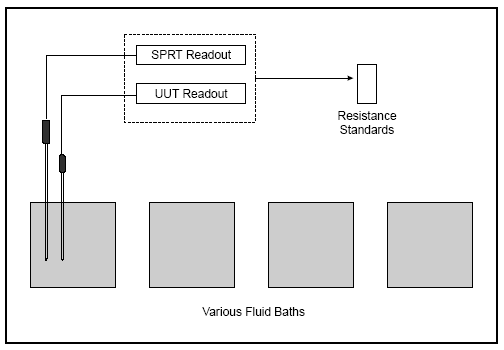 SPRT Readout
UUT Readout
Resistance
Standards
Various Fluid Baths